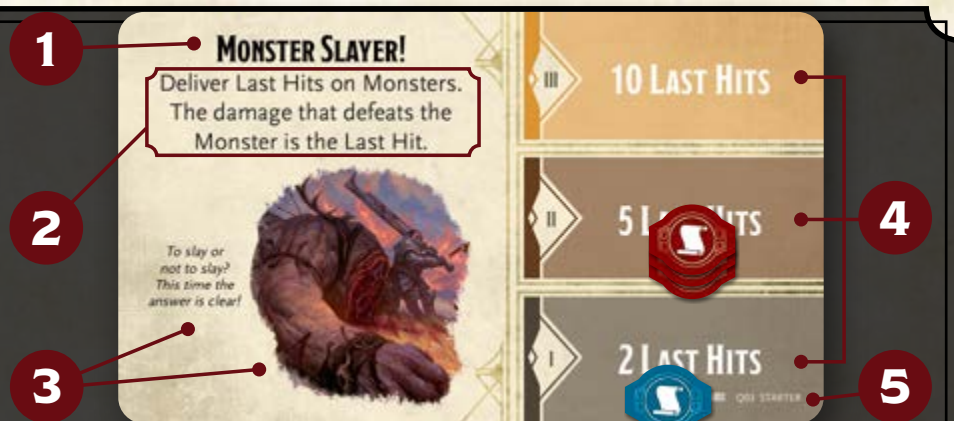 1
MONSTER SLAYER!
Deliver Last Hits on Monsters.
The damage that defeats the
Monster is the Last Hit.
2
To slay or
not to slay?
This time the
answer is clear!
3
III
10 LAST HITS
II
5 HITS
4
I
2 LAST HITS
STARTER
5